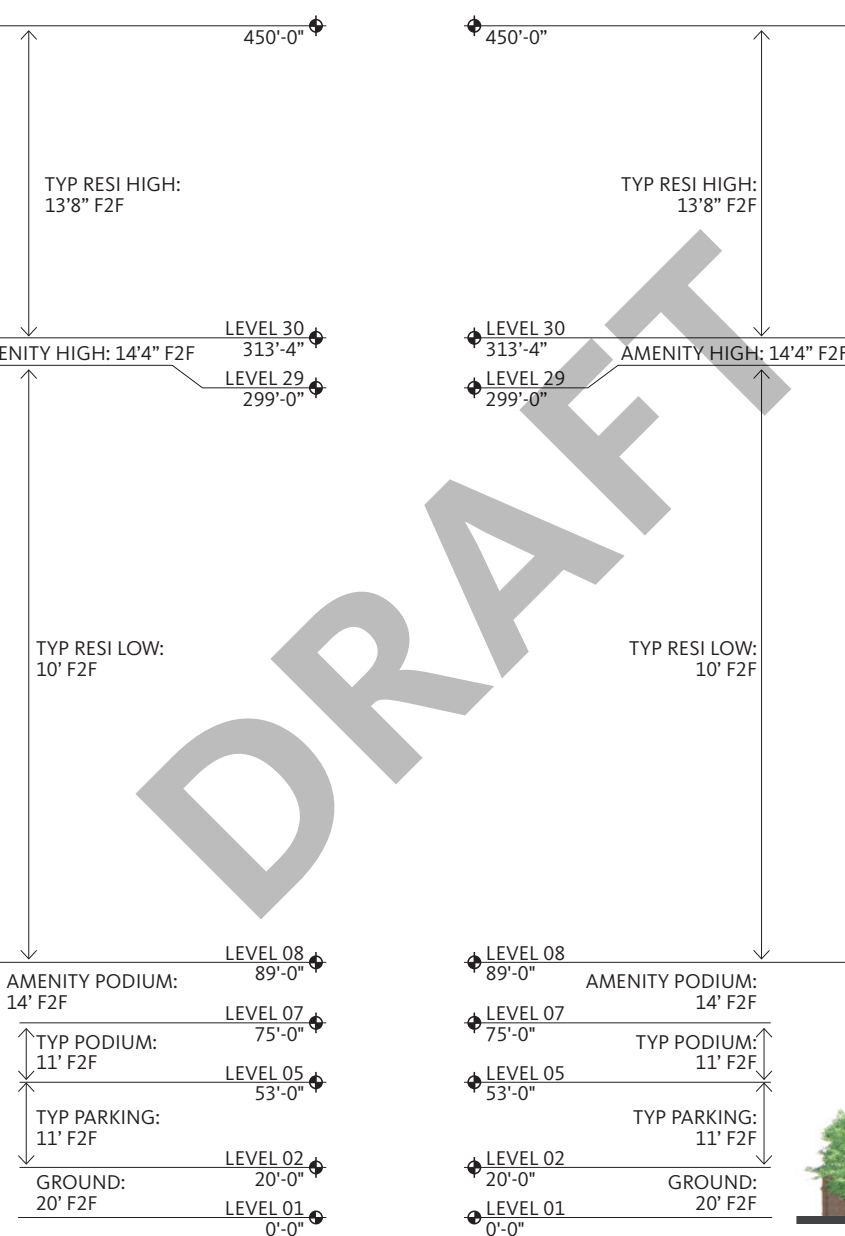 450'-0"
450'-0”
TYP RESI HIGH:
13’8” F2F
TYP RESI HIGH:
13’8” F2F
LEVEL 30
313’-4”
LEVEL 30
313’-4”
ENITY HIGH: 14’4” F2F
AMENITY HIGH: 14’4” F2F
LEVEL 29
299’-0”
LEVEL 29
299’-0”
DRAFT
TYP RESI LOW:
10’ F2F
TYP RESI LOW:
10’ F2F
LEVEL 08
89'-0"
LEVEL 08
89'-0"
AMENITY PODIUM:
14’ F2F
AMENITY PODIUM:
14’ F2F
LEVEL 07
75'-0"
LEVEL 07
75'-0"
TYP PODIUM:
11’ F2F
TYP PODIUM:
11’ F2F
LEVEL 05
53'-0"
LEVEL 05
53'-0"
TYP PARKING:
11’ F2F
TYP PARKING:
11’ F2F
LEVEL 02
20'-0"
LEVEL 02
20'-0"
GROUND:
20’ F2F
GROUND:
20’ F2F
LEVEL 01
0'-0"
LEVEL 01
0'-0"